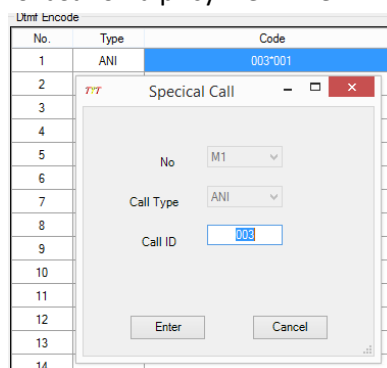 Dtmf Encode
No. Type Code
1 ANI 003*001
2
3
4
5
6
7
8
9
10
11
12
13
14
TYT Specical Call
No M1
Call Type ANI
Call ID 003
Enter Cancel